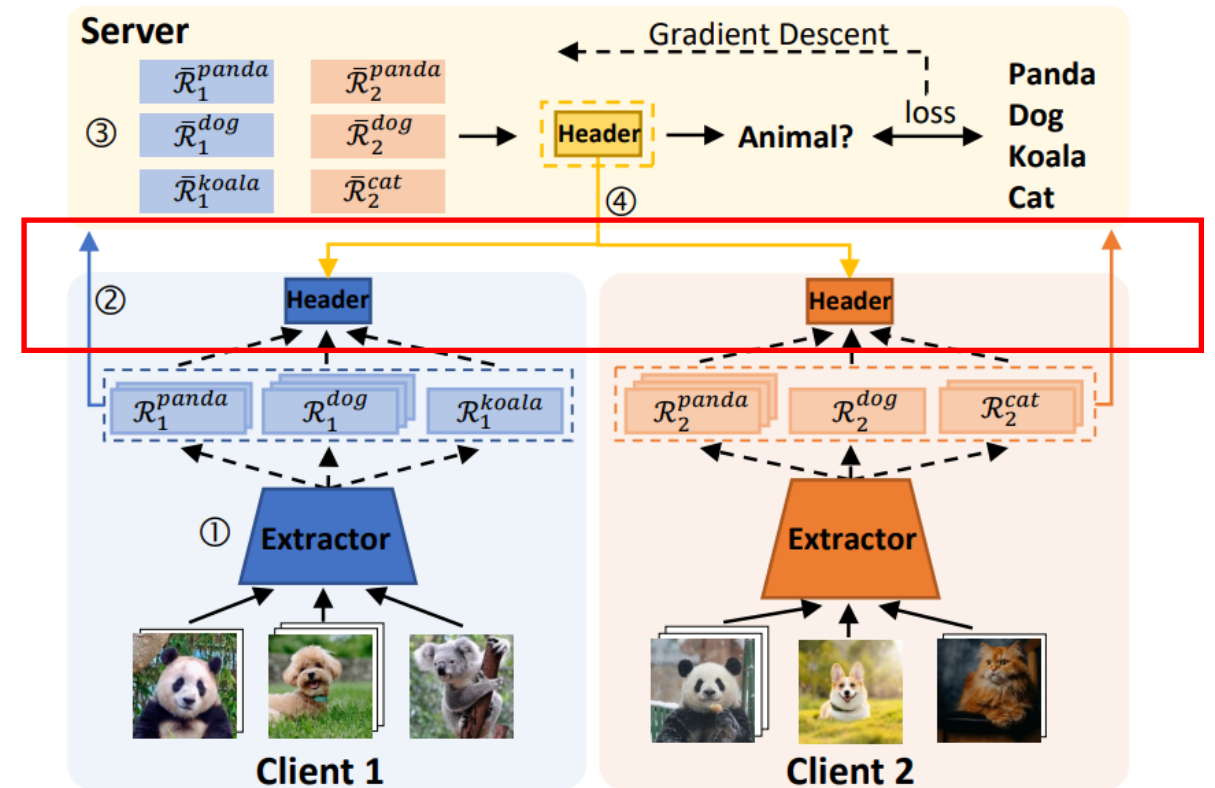 Server
Gradient Descent
③
R̄₁^panda
R̄₂^panda
R̄₁^dog
R̄₂^dog
R̄₁^koala
R̄₂^cat
Header
Animal?
loss
Panda
Dog
Koala
Cat
④
②
Header
Header
R₁^panda
R₁^dog
R₁^koala
R₂^panda
R₂^dog
R₂^cat
①
Extractor
Extractor
Client 1
Client 2